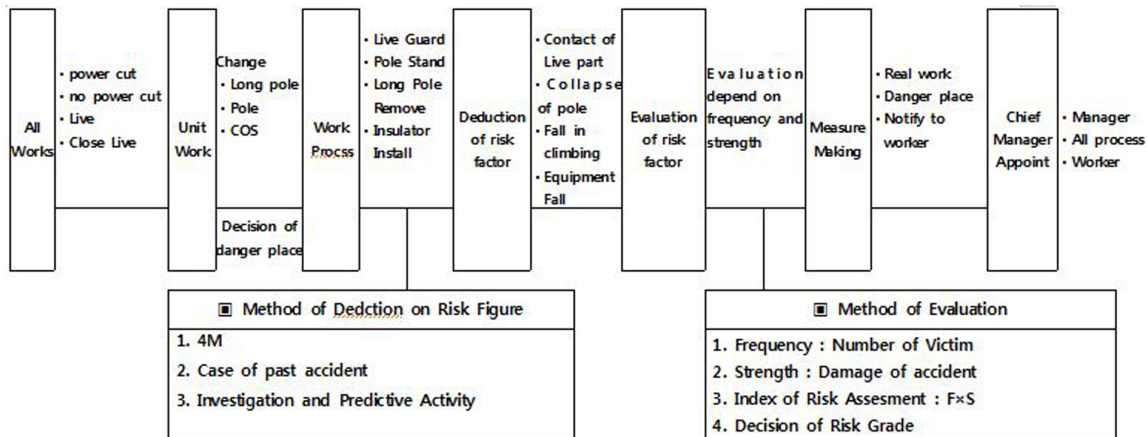 All
Works
• power cut
• no power cut
• Live
• Close Live
Unit
Work
Change
• Long pole
• Pole
• COS
Decision of
danger place
Work
Procss
• Live Guard
• Pole Stand
• Long Pole
Remove
• Insulator
Install
Deduction
of risk
factor
• Contact of
Live part
• Collapse
of pole
• Fall in
climbing
• Equipment
Fall
Evaluation
of risk
factor
Evaluation
depend on
frequency and
strength
Measure
Making
• Real work
• Danger place
• Notify to
worker
Chief
Manager
Appoint
• Manager
• All process
• Worker
▣ Method of Dedction on Risk Figure
1. 4M
2. Case of past accident
3. Investigation and Predictive Activity
▣ Method of Evaluation
1. Frequency : Number of Victim
2. Strength : Damage of accident
3. Index of Risk Assesment : F×S
4. Decision of Risk Grade